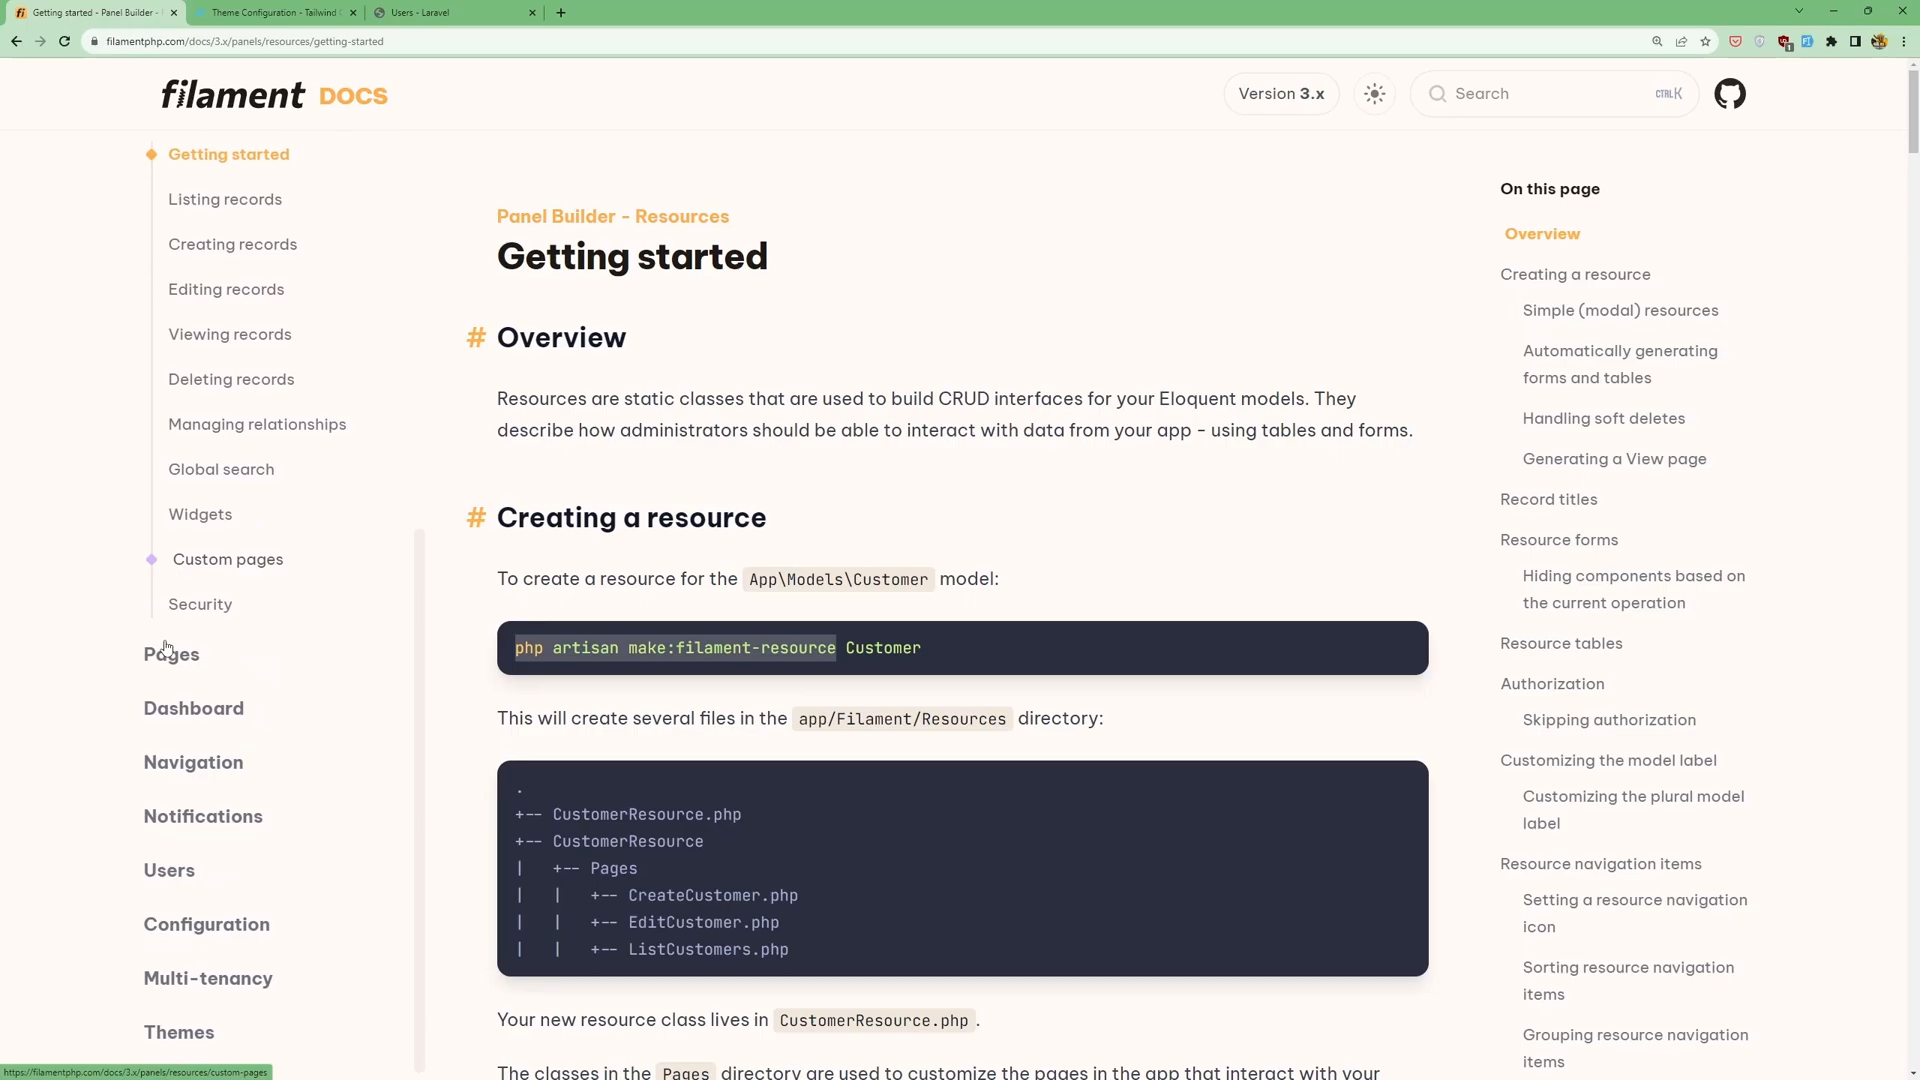 Getting started - Panel Builder -
Theme Configuration - Tailwind
Users - Laravel
filamentphp.com/docs/3.x/panels/resources/getting-started
filament DOCS
Version 3.x
Search
CTRL K
Getting started
Listing records
Creating records
Editing records
Viewing records
Deleting records
Managing relationships
Global search
Widgets
Custom pages
Security
Pages
Dashboard
Navigation
Notifications
Users
Configuration
Multi-tenancy
Themes
Panel Builder - Resources
Getting started
# Overview
Resources are static classes that are used to build CRUD interfaces for your Eloquent models. They
describe how administrators should be able to interact with data from your app - using tables and forms.
# Creating a resource
To create a resource for the App\Models\Customer model:
php artisan make:filament-resource Customer
This will create several files in the app/Filament/Resources directory:
.
+-- CustomerResource.php
+-- CustomerResource
| +-- Pages
| | +-- CreateCustomer.php
| | +-- EditCustomer.php
| | +-- ListCustomers.php
Your new resource class lives in CustomerResource.php.
The classes in the Pages directory are used to customize the pages in the app that interact with your
On this page
Overview
Creating a resource
Simple (modal) resources
Automatically generating
forms and tables
Handling soft deletes
Generating a View page
Record titles
Resource forms
Hiding components based on
the current operation
Resource tables
Authorization
Skipping authorization
Customizing the model label
Customizing the plural model
label
Resource navigation items
Setting a resource navigation
icon
Sorting resource navigation
items
Grouping resource navigation
items
https://filamentphp.com/docs/3.x/panels/resources/custom-pages